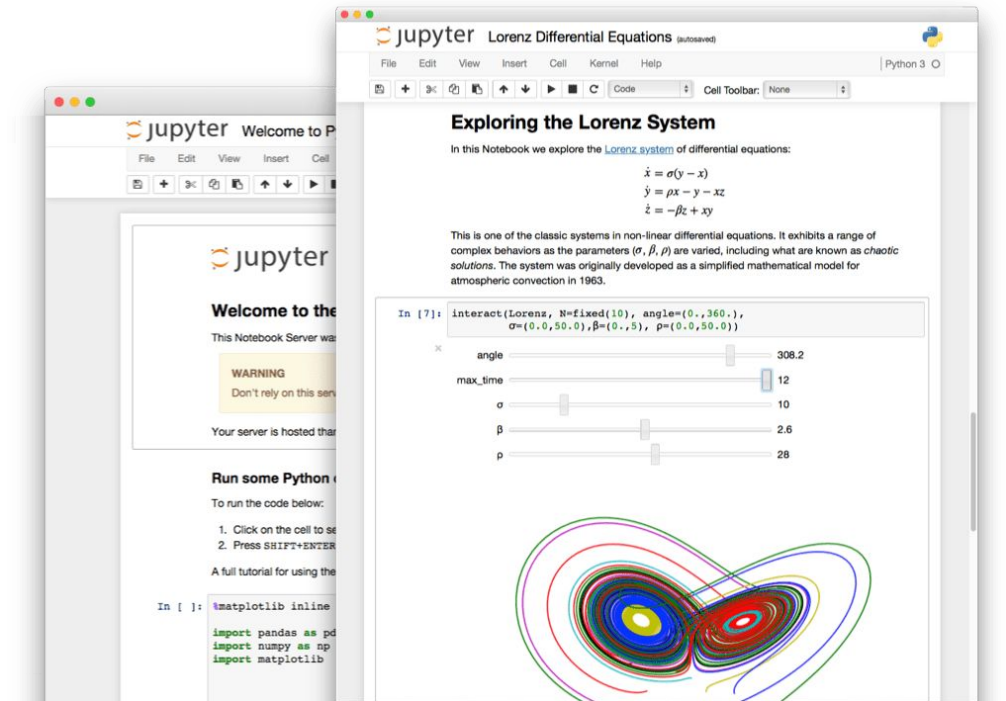 jupyter Lorenz Differential Equations (autosaved)
File Edit View Insert Cell Kernel Help Python 3
Code Cell Toolbar: None
Exploring the Lorenz System
In this Notebook we explore the Lorenz system of differential equations:
ẋ = σ(y − x)
ẏ = ρx − y − xz
ż = −βz + xy
This is one of the classic systems in non-linear differential equations. It exhibits a range of
complex behaviors as the parameters (σ, β, ρ) are varied, including what are known as chaotic
solutions. The system was originally developed as a simplified mathematical model for
atmospheric convection in 1963.
In [7]: interact(Lorenz, N=fixed(10), angle=(0.,360.),
σ=(0.0,50.0),β=(0.,5), ρ=(0.0,50.0))
angle 308.2
max_time 12
σ 10
β 2.6
ρ 28
jupyter Welcome to P
File Edit View Insert Cell
jupyter
Welcome to the
This Notebook Server was
WARNING
Don't rely on this serv
Your server is hosted than
Run some Python
To run the code below:
1. Click on the cell to se
2. Press SHIFT+ENTER
A full tutorial for using the
In [ ]: %matplotlib inline
import pandas as pd
import numpy as np
import matplotlib